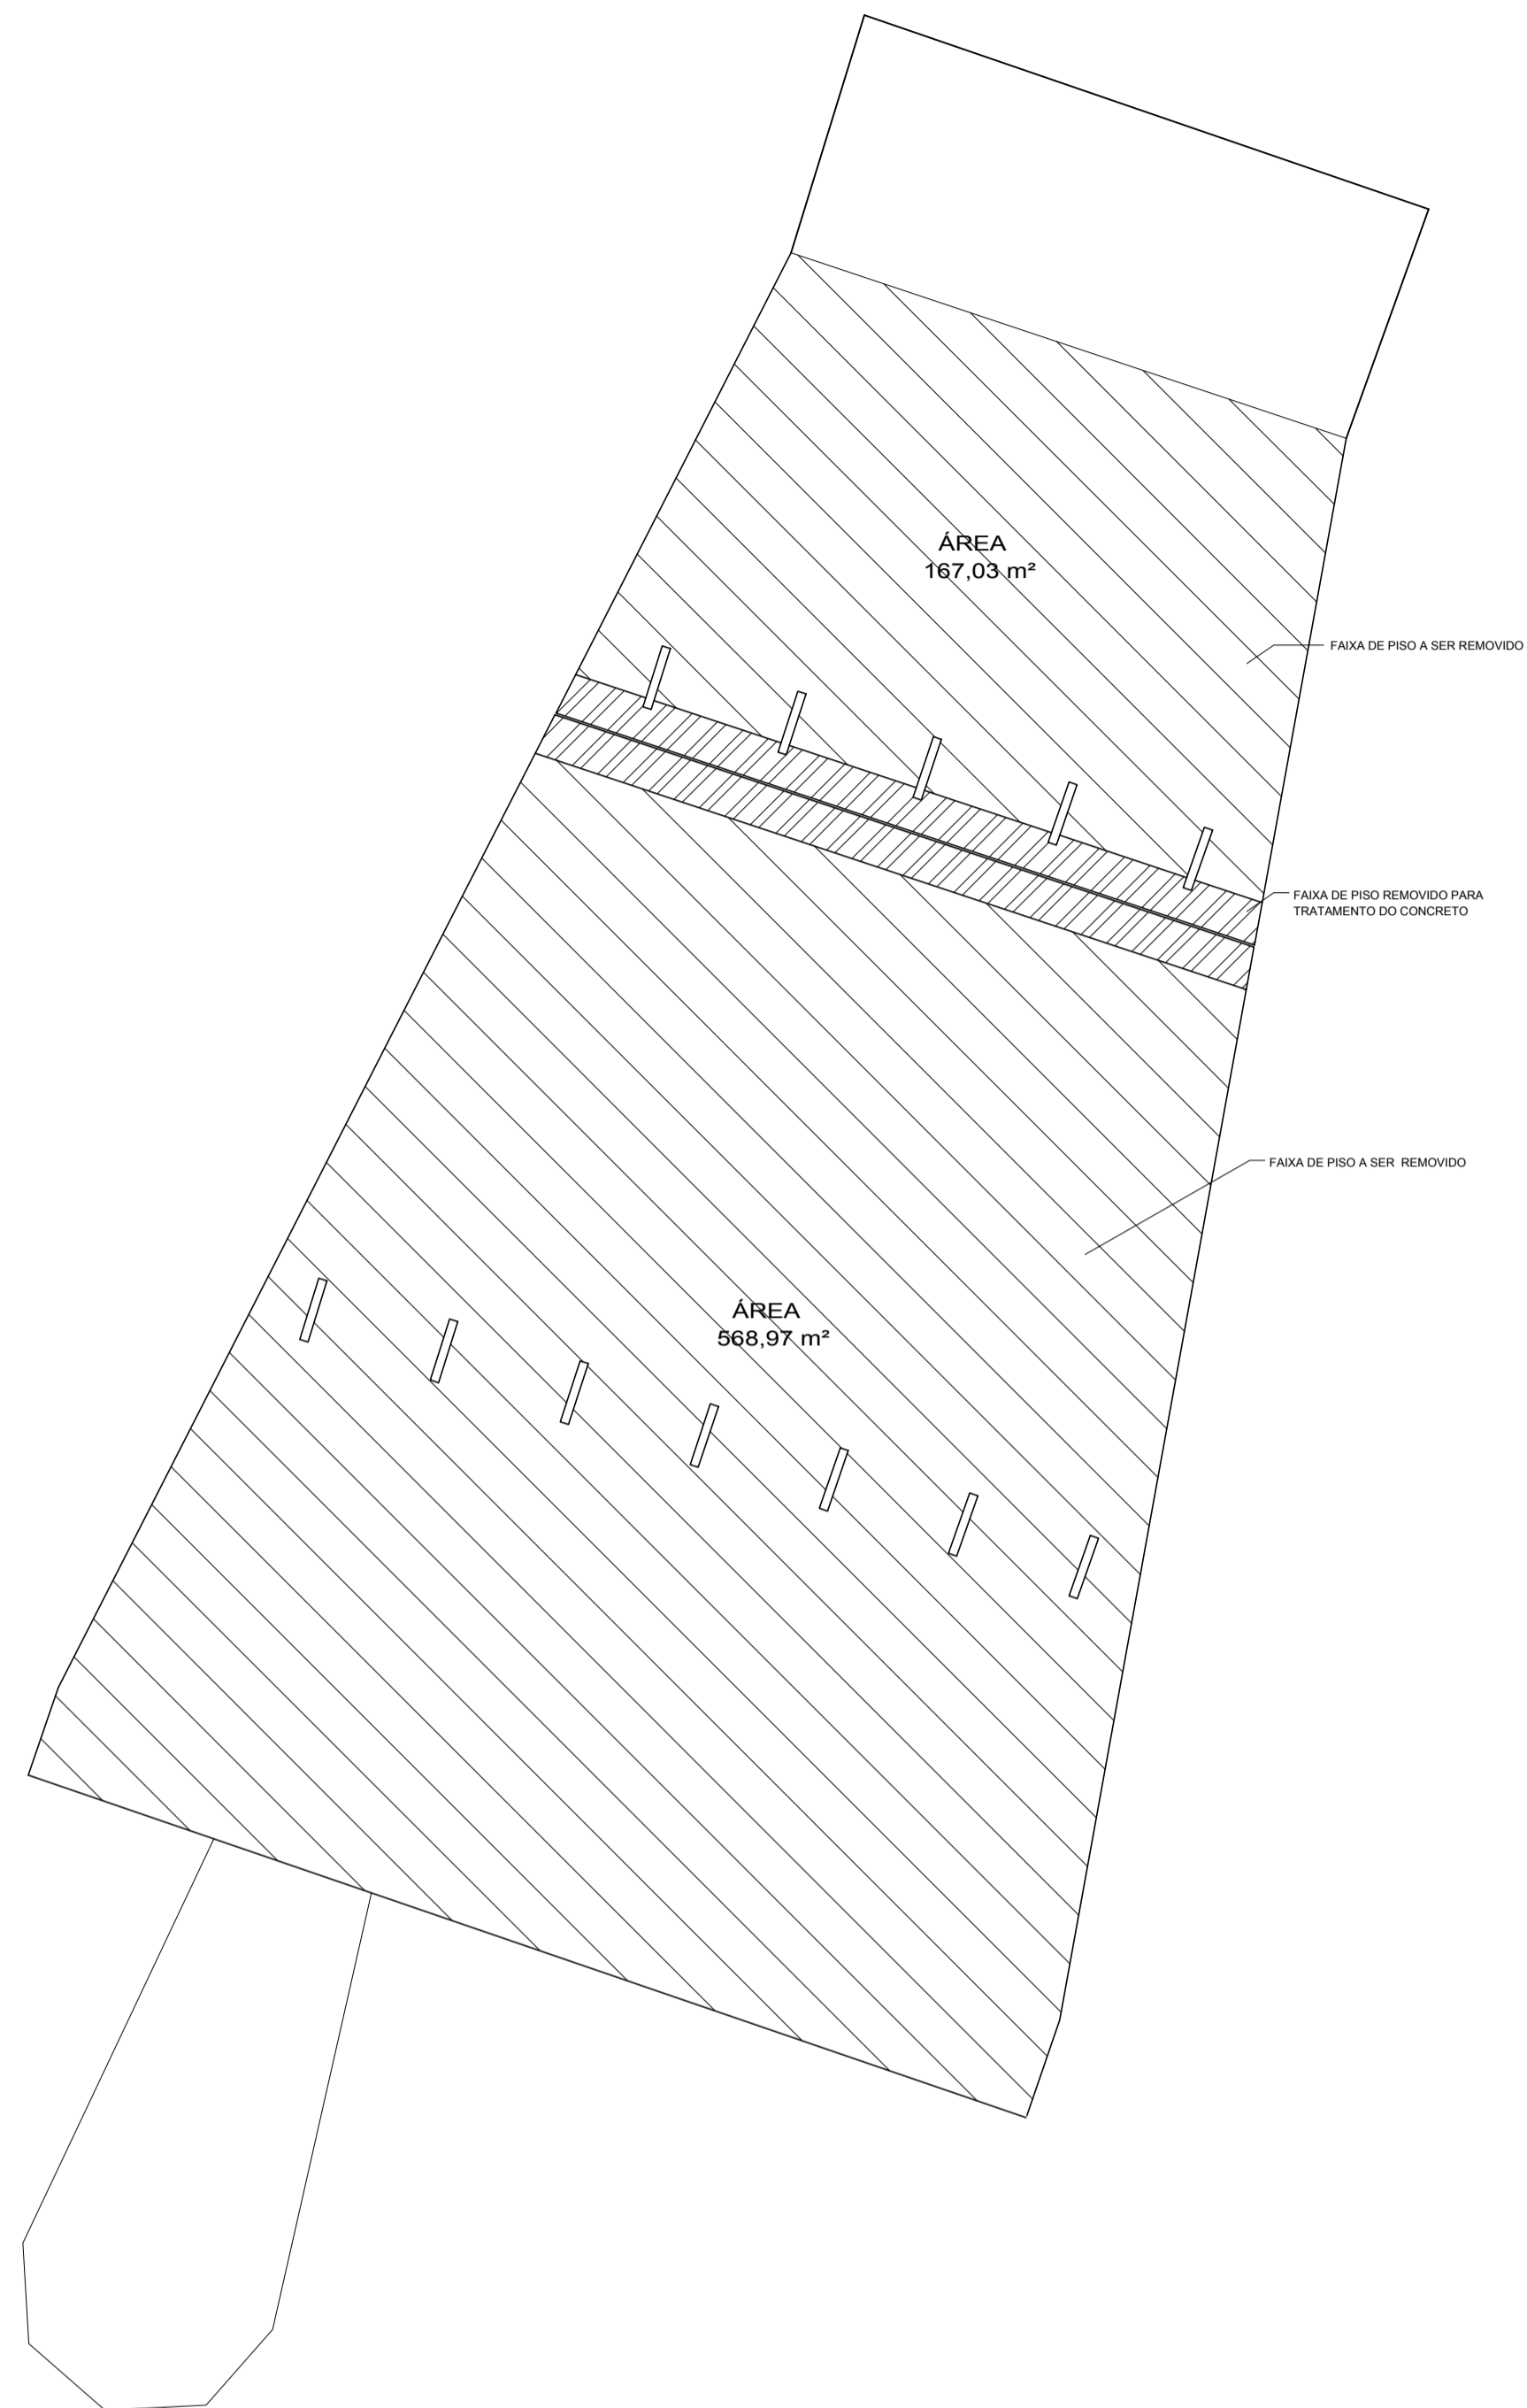 ÁREA
167,03 m²
FAIXA DE PISO A SER REMOVIDO
FAIXA DE PISO REMOVIDO PARA
TRATAMENTO DO CONCRETO
FAIXA DE PISO A SER REMOVIDO
ÁREA
568,97 m²